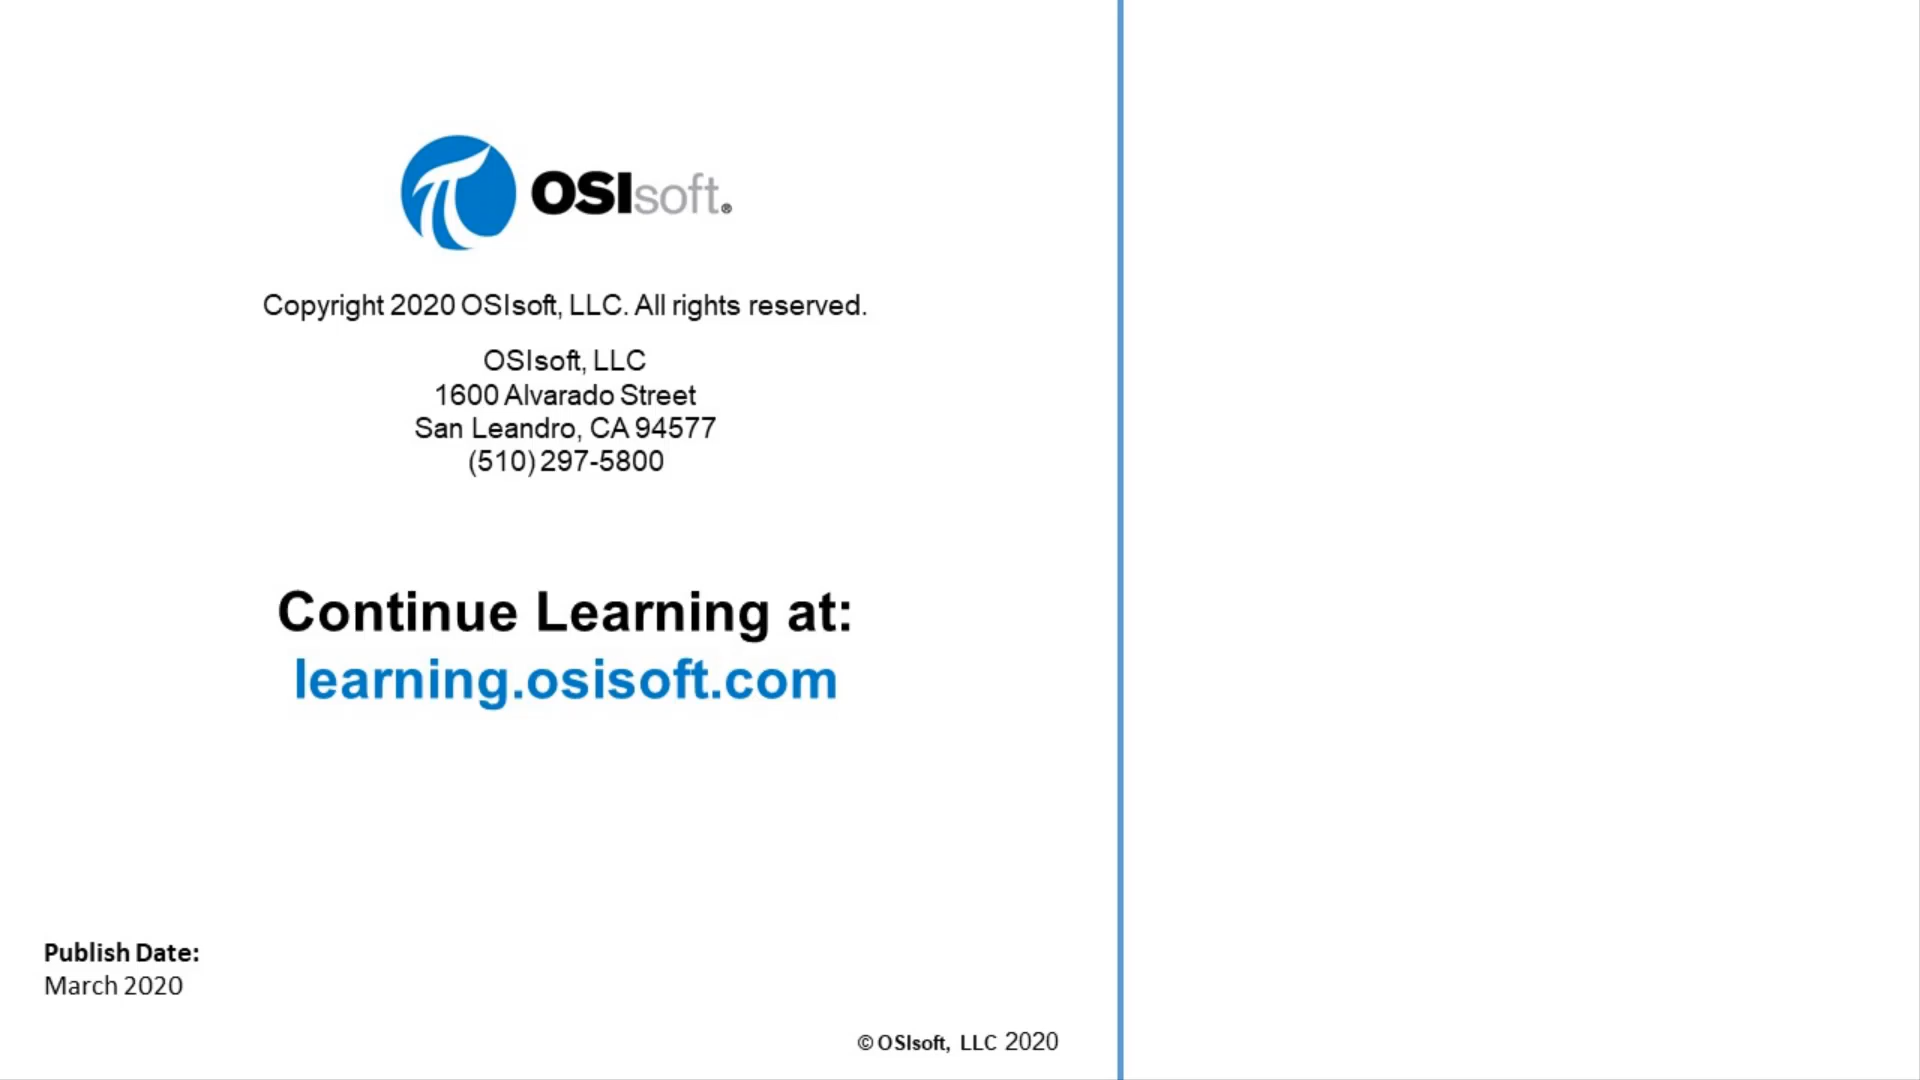 OSIsoft.®
Copyright 2020 OSIsoft, LLC. All rights reserved.
OSIsoft, LLC
1600 Alvarado Street
San Leandro, CA 94577
(510) 297-5800
Continue Learning at:
learning.osisoft.com
Publish Date:
March 2020
© OSIsoft, LLC 2020